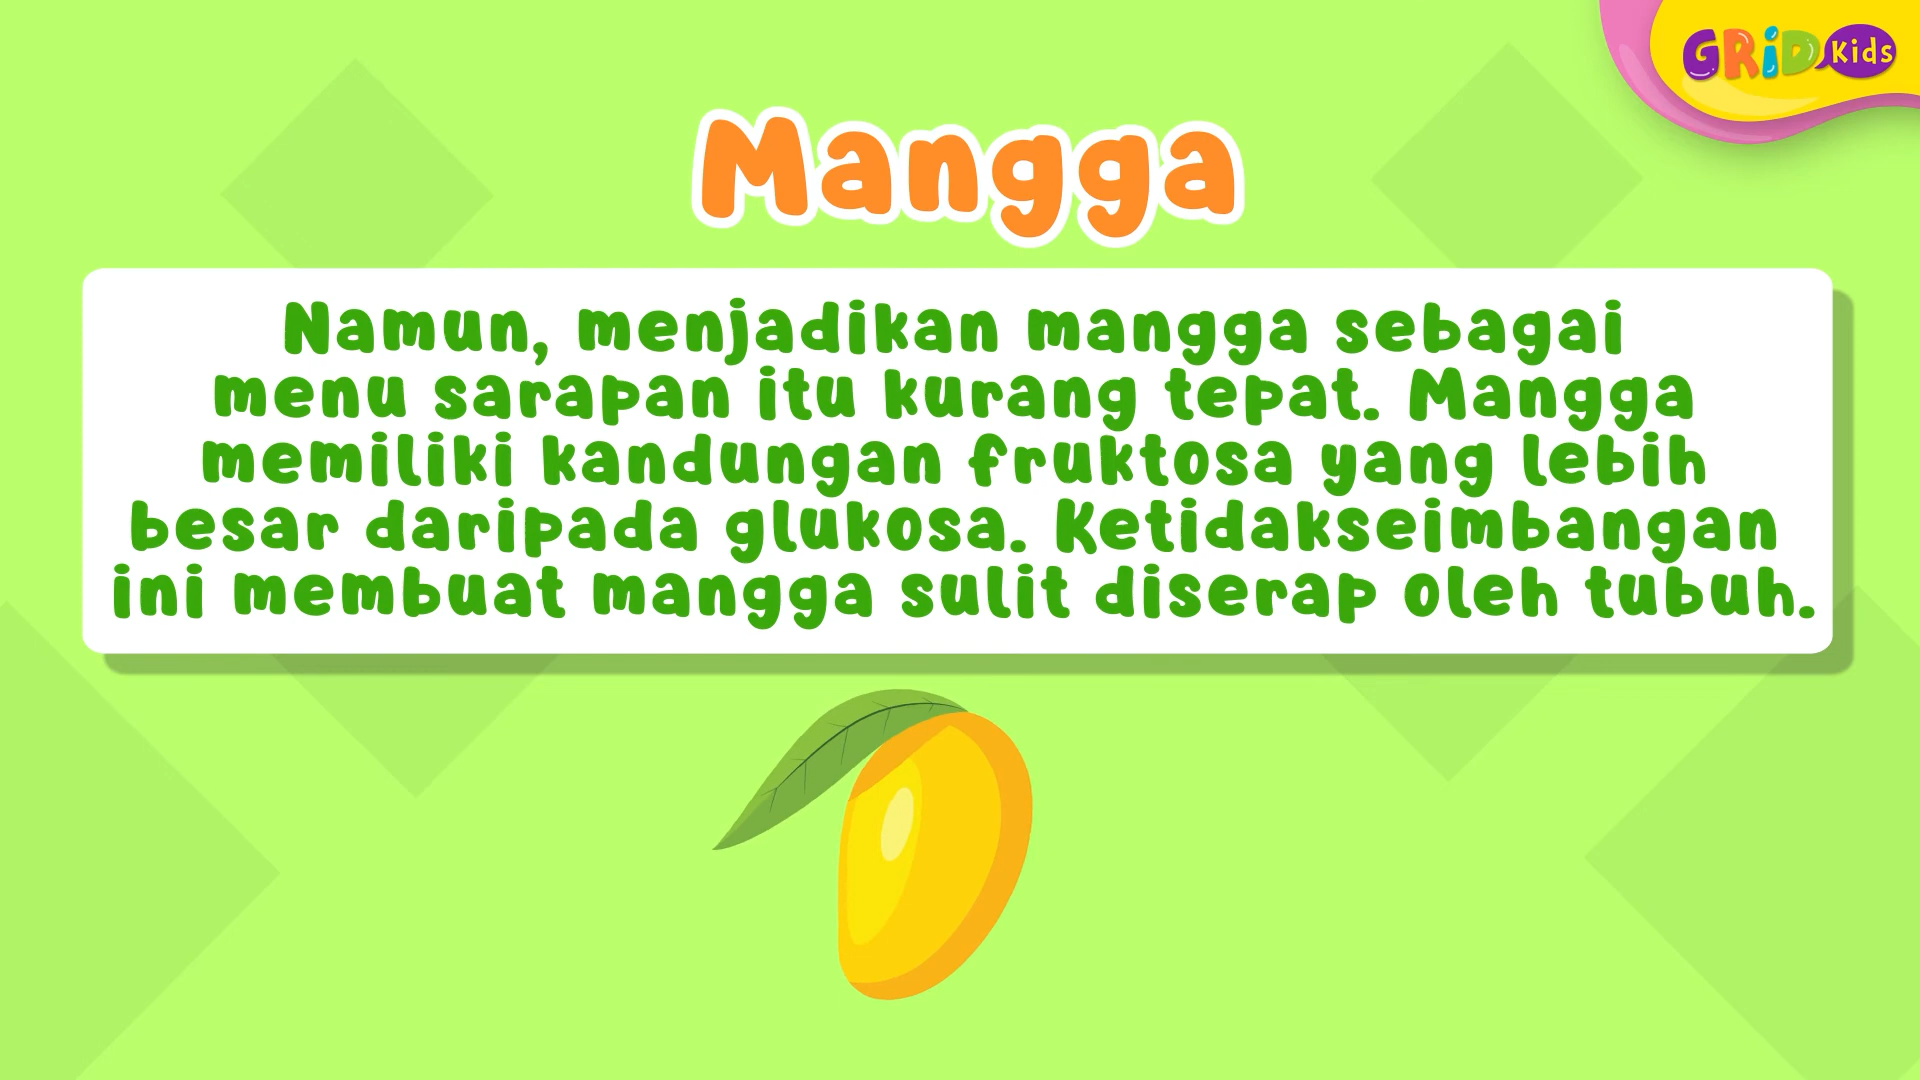 GRID Kids
Mangga
Namun, menjadikan mangga sebagai
menu sarapan itu kurang tepat. Mangga
memiliki kandungan fruktosa yang lebih
besar daripada glukosa. Ketidakseimbangan
ini membuat mangga sulit diserap oleh tubuh.